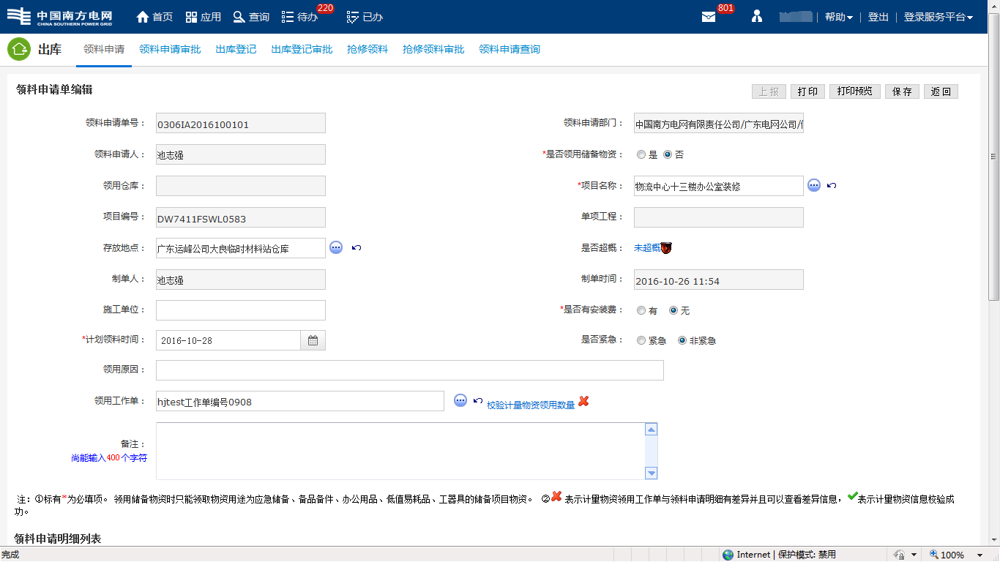 中国南方电网
CHINA SOUTHERN POWER GRID
首页 应用 查询 待办 220 已办 801 帮助 登出 登录服务平台
出库 领料申请 领料申请审批 出库登记 出库登记审批 抢修领料 抢修领料审批 领料申请查询
领料申请单编辑 上报 打印 打印预览 保存 返回
领料申请单号： 0306IA2016100101 领料申请部门： 中国南方电网有限责任公司/广东电网公司/
领料申请人： 池志强 *是否领用储备物资： 是 否
领用仓库： *项目名称： 物流中心十三楼办公室装修
项目编号： DW7411FSWL0583 单项工程：
存放地点： 广东运峰公司大良临时材料站仓库 是否超概： 未超概
制单人： 池志强 制单时间： 2016-10-26 11:54
施工单位： *是否有安装费： 有 无
*计划领料时间： 2016-10-28 是否紧急： 紧急 非紧急
领用原因：
领用工作单： hjtest工作单编号0908 校验计量物资领用数量
备注：
尚能输入400个字符
注：①标有*为必填项。 领用储备物资时只能领取物资用途为应急储备、备品备件、办公用品、低值易耗品、工器具的储备项目物资。 ② 表示计量物资领用工作单与领料申请明细有差异并且可以查看差异信息， 表示计量物资信息校验成
功。
领料申请明细列表
完成 Internet | 保护模式: 禁用 100%